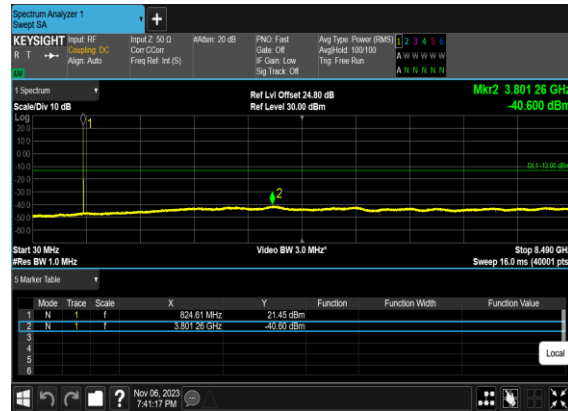 Spectrum Analyzer 1
Swept SA
+
KEYSIGHT Input: RF Input Z: 50 Ω #Atten: 20 dB PNO: Fast Avg Type: Power (RMS) 1 2 3 4 5 6
R T Coupling: DC Corr CCorr Gate: Off Avg|Hold: 100/100 A W W W W W
Align: Auto Freq Ref: Int (S) IF Gain: Low Trig: Free Run
Sig Track: Off A N N N N N
1 Spectrum Ref Lvl Offset 24.80 dB Mkr2 3.801 26 GHz
Scale/Div 10 dB Ref Level 30.00 dBm -40.600 dBm
Log
1
20.0
10.0
0.00
-10.0
DL1 -13.00 dBm
-20.0
-30.0
2
-40.0
-50.0
-60.0
Start 30 MHz Video BW 3.0 MHz* Stop 8.490 GHz
#Res BW 1.0 MHz Sweep 16.0 ms (40001 pts)
5 Marker Table
Mode Trace Scale X Y Function Function Width Function Value
1 N 1 f 824.61 MHz 21.45 dBm
2 N 1 f 3.801 26 GHz -40.60 dBm
3
4
5
6
Local
? Nov 06, 2023
7:41:17 PM